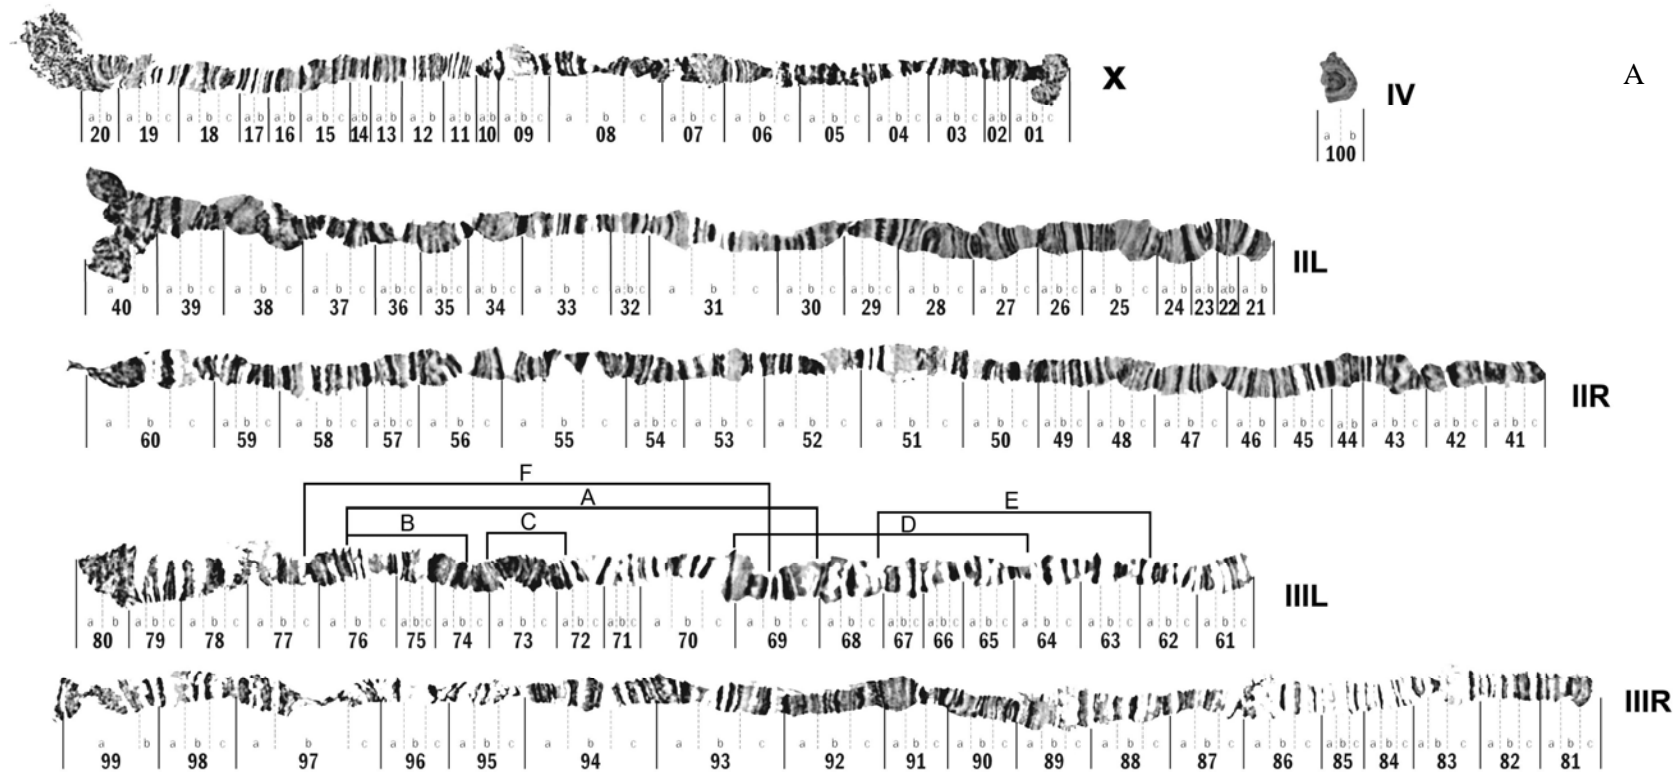 A
X
a b a b c a b c a b a b a b c a b a b a b a b a b a b c a b c a b a b a b c a b a b a b a b c
20 19 18 17 16 15 14 13 12 11 10 09 08 07 06 05 04 03 02 01
IV
a b
100
IIL
a b a b c a b c a b c a b c a b c a b c a b c a b c a b c a b c a b c a b c a b c a b c a b c a b a b a b a b
40 39 38 37 36 35 34 33 32 31 30 29 28 27 26 25 24 23 22 21
IIR
a b c a b c a b c a b c a b c a b c a b c a b c a b c a b c a b c a b c a b c a b c a b a b c a b a b c a b c a b c
60 59 58 57 56 55 54 53 52 51 50 49 48 47 46 45 44 43 42 41
F
A
E
B
C
D
IIIL
a b a b c a b c a b c a b c a b c a b c a b c a b c a b c a b c a b c a b c a b c a b c a b c a b c a b c a b c a b c
80 79 78 77 76 75 74 73 72 71 70 69 68 67 66 65 64 63 62 61
IIIR
a b a b c a b c a b c a b c a b c a b c a b c a b c a b c a b c a b c a b c a b c a b c a b c a b c a b c a b c
99 98 97 96 95 94 93 92 91 90 89 88 87 86 85 84 83 82 81